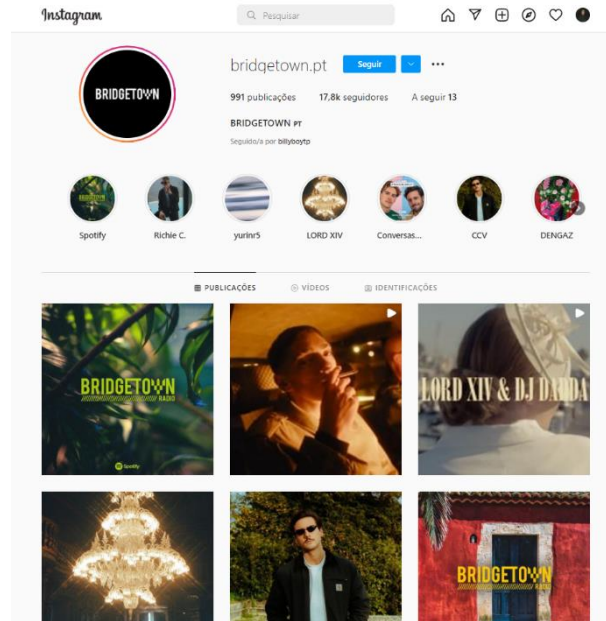 Instagram
Pesquisar
bridgetown.pt Seguir
991 publicações 17,8k seguidores A seguir 13
BRIDGETOWN PT
Seguido/a por billyboytp
BRIDGETOWN
Spotify Richie C. yurinr5 LORD XIV Conversas... CCV DENGAZ
PUBLICAÇÕES VÍDEOS IDENTIFICAÇÕES
BRIDGETOWN
RADIO
Spotify
LORD XIV & DJ DADDA
BRIDGETOWN
RADIO